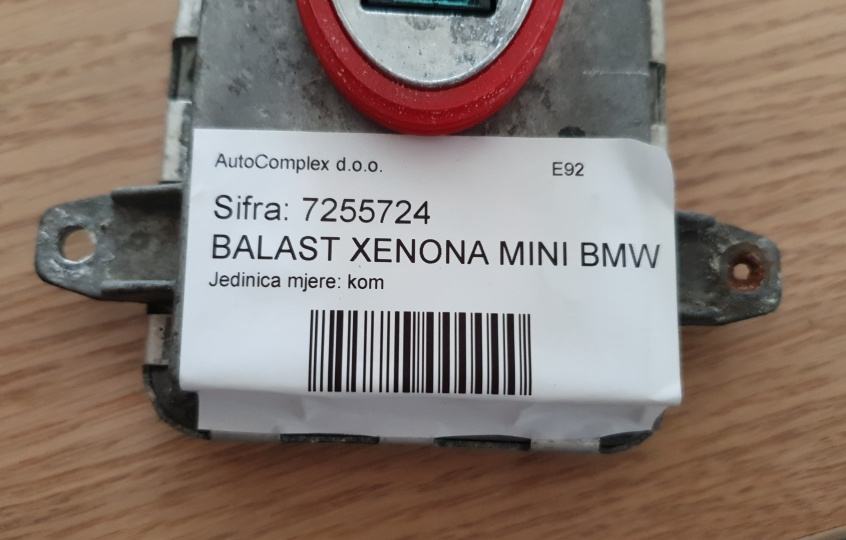 AutoComplex d.o.o. E92
Sifra: 7255724
BALAST XENONA MINI BMW
Jedinica mjere: kom